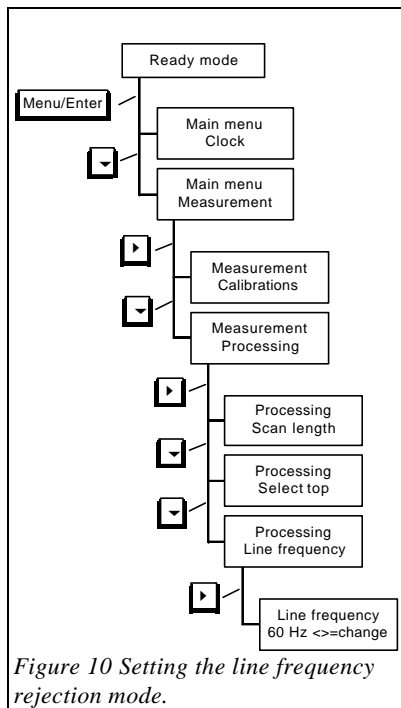 Ready mode
Menu/Enter
Main menu
Clock
Main menu
Measurement
Measurement
Calibrations
Measurement
Processing
Processing
Scan length
Processing
Select top
Processing
Line frequency
Line frequency
60 Hz <>=change
Figure 10 Setting the line frequency
rejection mode.